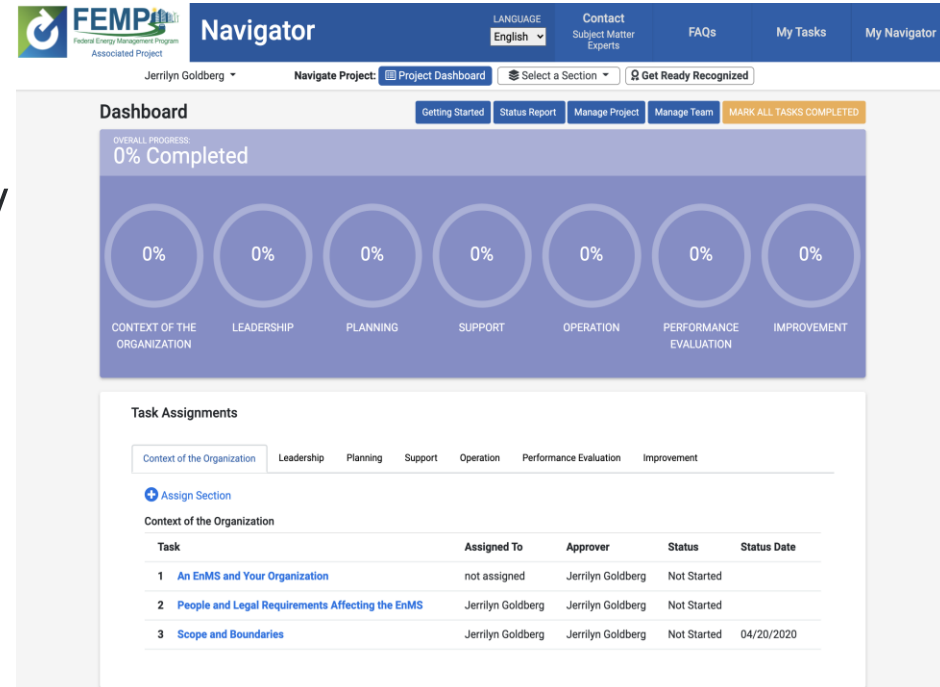 FEMP
Federal Energy Management Program
Associated Project
Navigator
LANGUAGE
English
Contact
Subject Matter
Experts
FAQs
My Tasks
My Navigator
Jerrilyn Goldberg
Navigate Project:
Project Dashboard
Select a Section
Get Ready Recognized
y
Dashboard
Getting Started
Status Report
Manage Project
Manage Team
MARK ALL TASKS COMPLETED
OVERALL PROGRESS:
0% Completed
0%
0%
0%
0%
0%
0%
0%
CONTEXT OF THE
ORGANIZATION
LEADERSHIP
PLANNING
SUPPORT
OPERATION
PERFORMANCE
EVALUATION
IMPROVEMENT
Task Assignments
Context of the Organization
Leadership
Planning
Support
Operation
Performance Evaluation
Improvement
Assign Section
Context of the Organization
Task Assigned To Approver Status Status Date
1 An EnMS and Your Organization not assigned Jerrilyn Goldberg Not Started
2 People and Legal Requirements Affecting the EnMS Jerrilyn Goldberg Jerrilyn Goldberg Not Started
3 Scope and Boundaries Jerrilyn Goldberg Jerrilyn Goldberg Not Started 04/20/2020